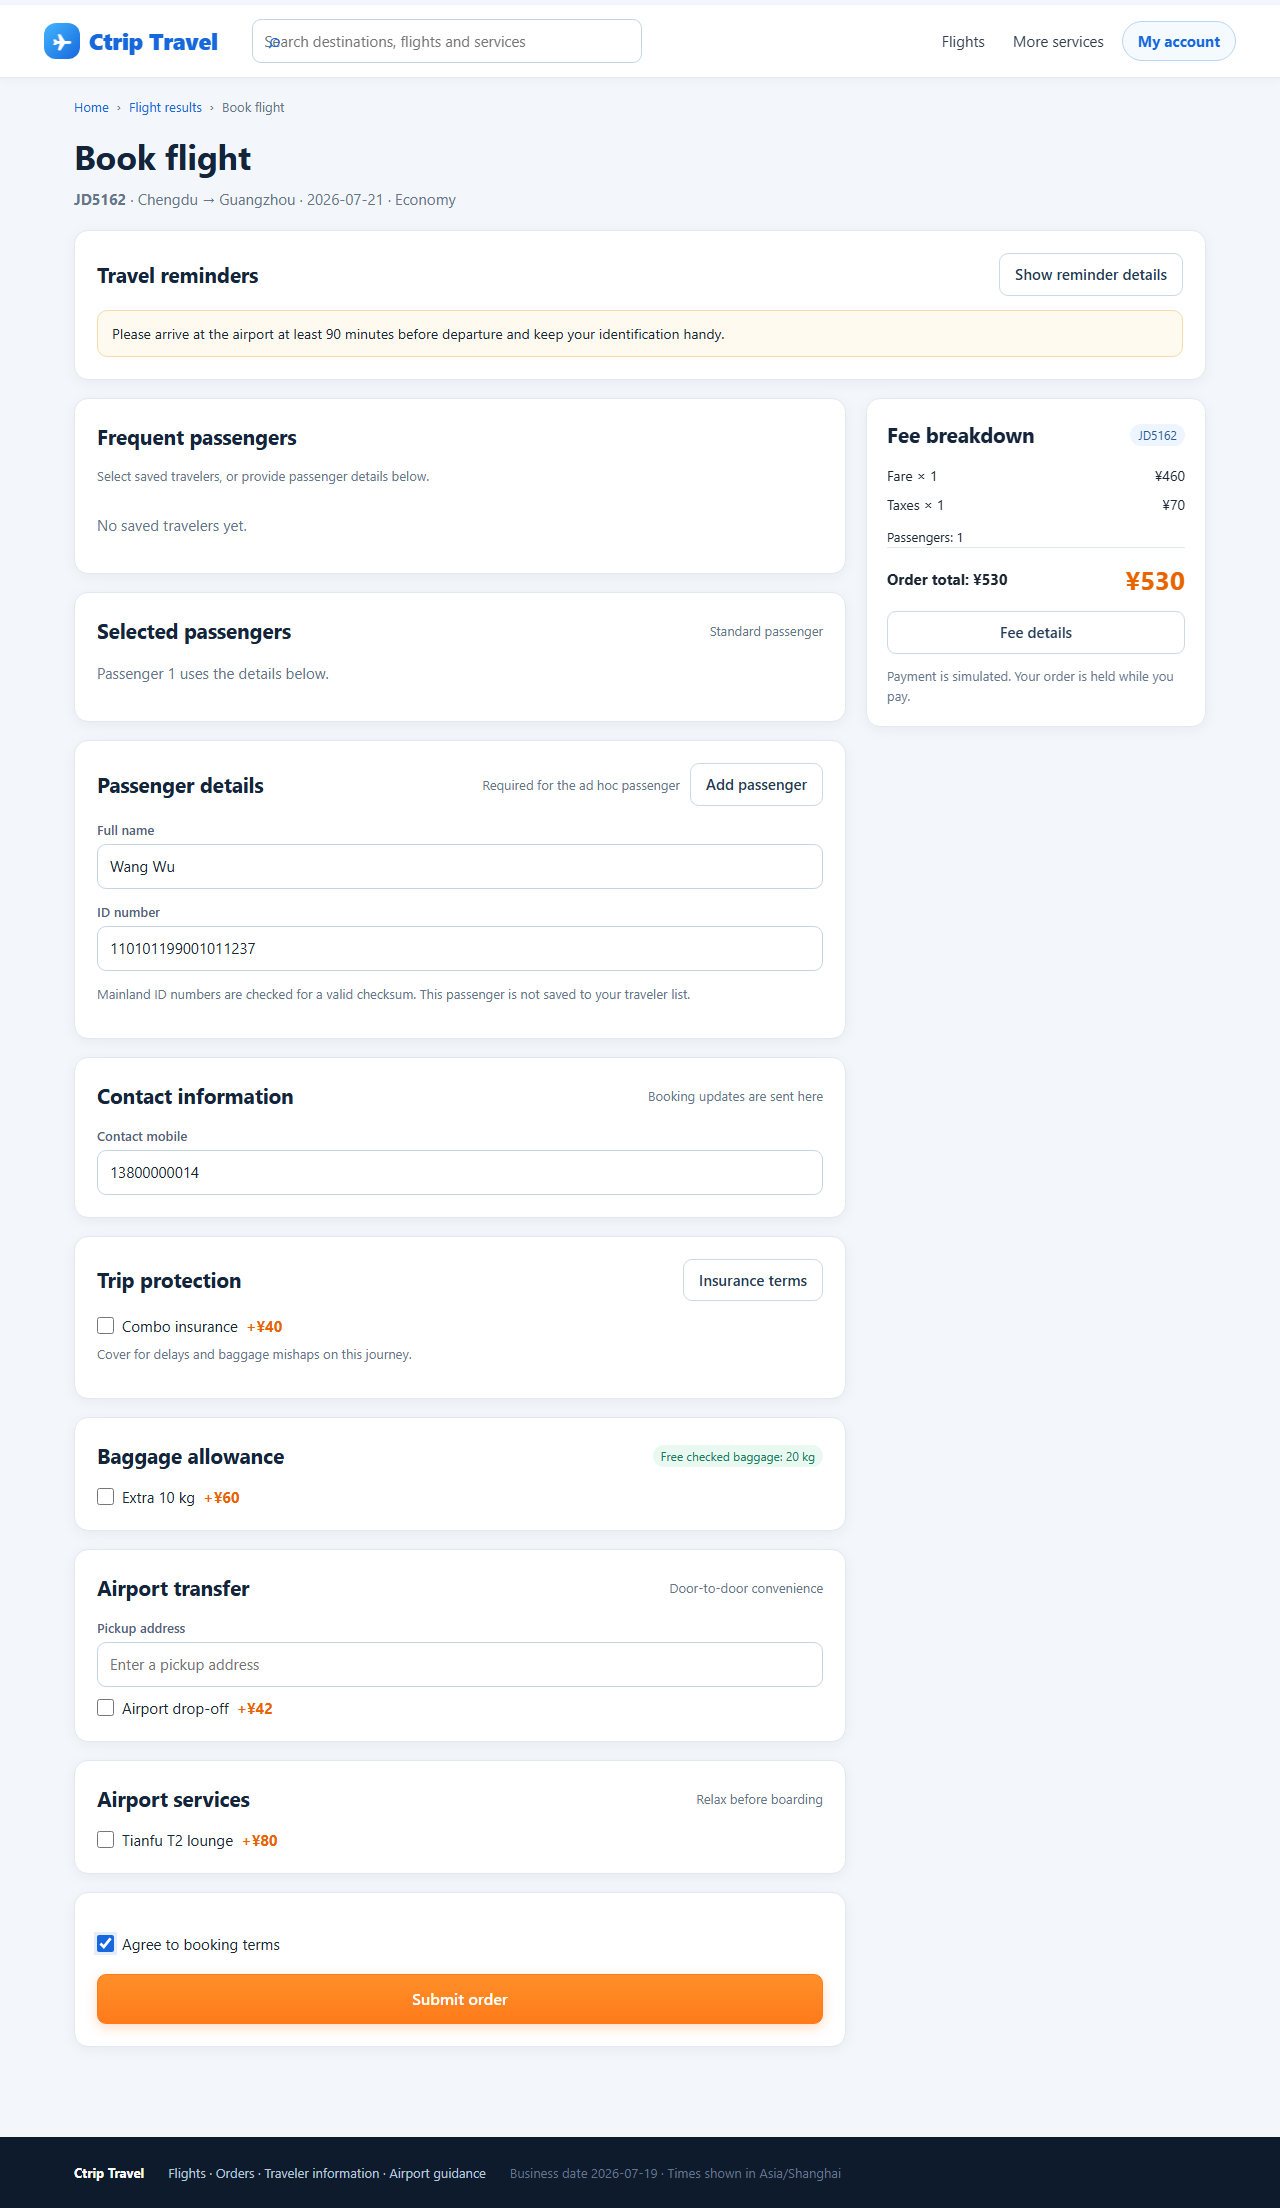 Ctrip Travel
Search destinations, flights and services
Flights
More services
My account
Home › Flight results › Book flight
Book flight
JD5162 · Chengdu → Guangzhou · 2026-07-21 · Economy
Travel reminders
Show reminder details
Please arrive at the airport at least 90 minutes before departure and keep your identification handy.
Frequent passengers
Select saved travelers, or provide passenger details below.
No saved travelers yet.
Fee breakdown
JD5162
Fare × 1 ¥460
Taxes × 1 ¥70
Passengers: 1
Order total: ¥530 ¥530
Fee details
Payment is simulated. Your order is held while you
pay.
Selected passengers
Standard passenger
Passenger 1 uses the details below.
Passenger details
Required for the ad hoc passenger
Add passenger
Full name
Wang Wu
ID number
110101199001011237
Mainland ID numbers are checked for a valid checksum. This passenger is not saved to your traveler list.
Contact information
Booking updates are sent here
Contact mobile
13800000014
Trip protection
Insurance terms
Combo insurance +¥40
Cover for delays and baggage mishaps on this journey.
Baggage allowance
Free checked baggage: 20 kg
Extra 10 kg +¥60
Airport transfer
Door-to-door convenience
Pickup address
Enter a pickup address
Airport drop-off +¥42
Airport services
Relax before boarding
Tianfu T2 lounge +¥80
Agree to booking terms
Submit order
Ctrip Travel
Flights · Orders · Traveler information · Airport guidance
Business date 2026-07-19 · Times shown in Asia/Shanghai